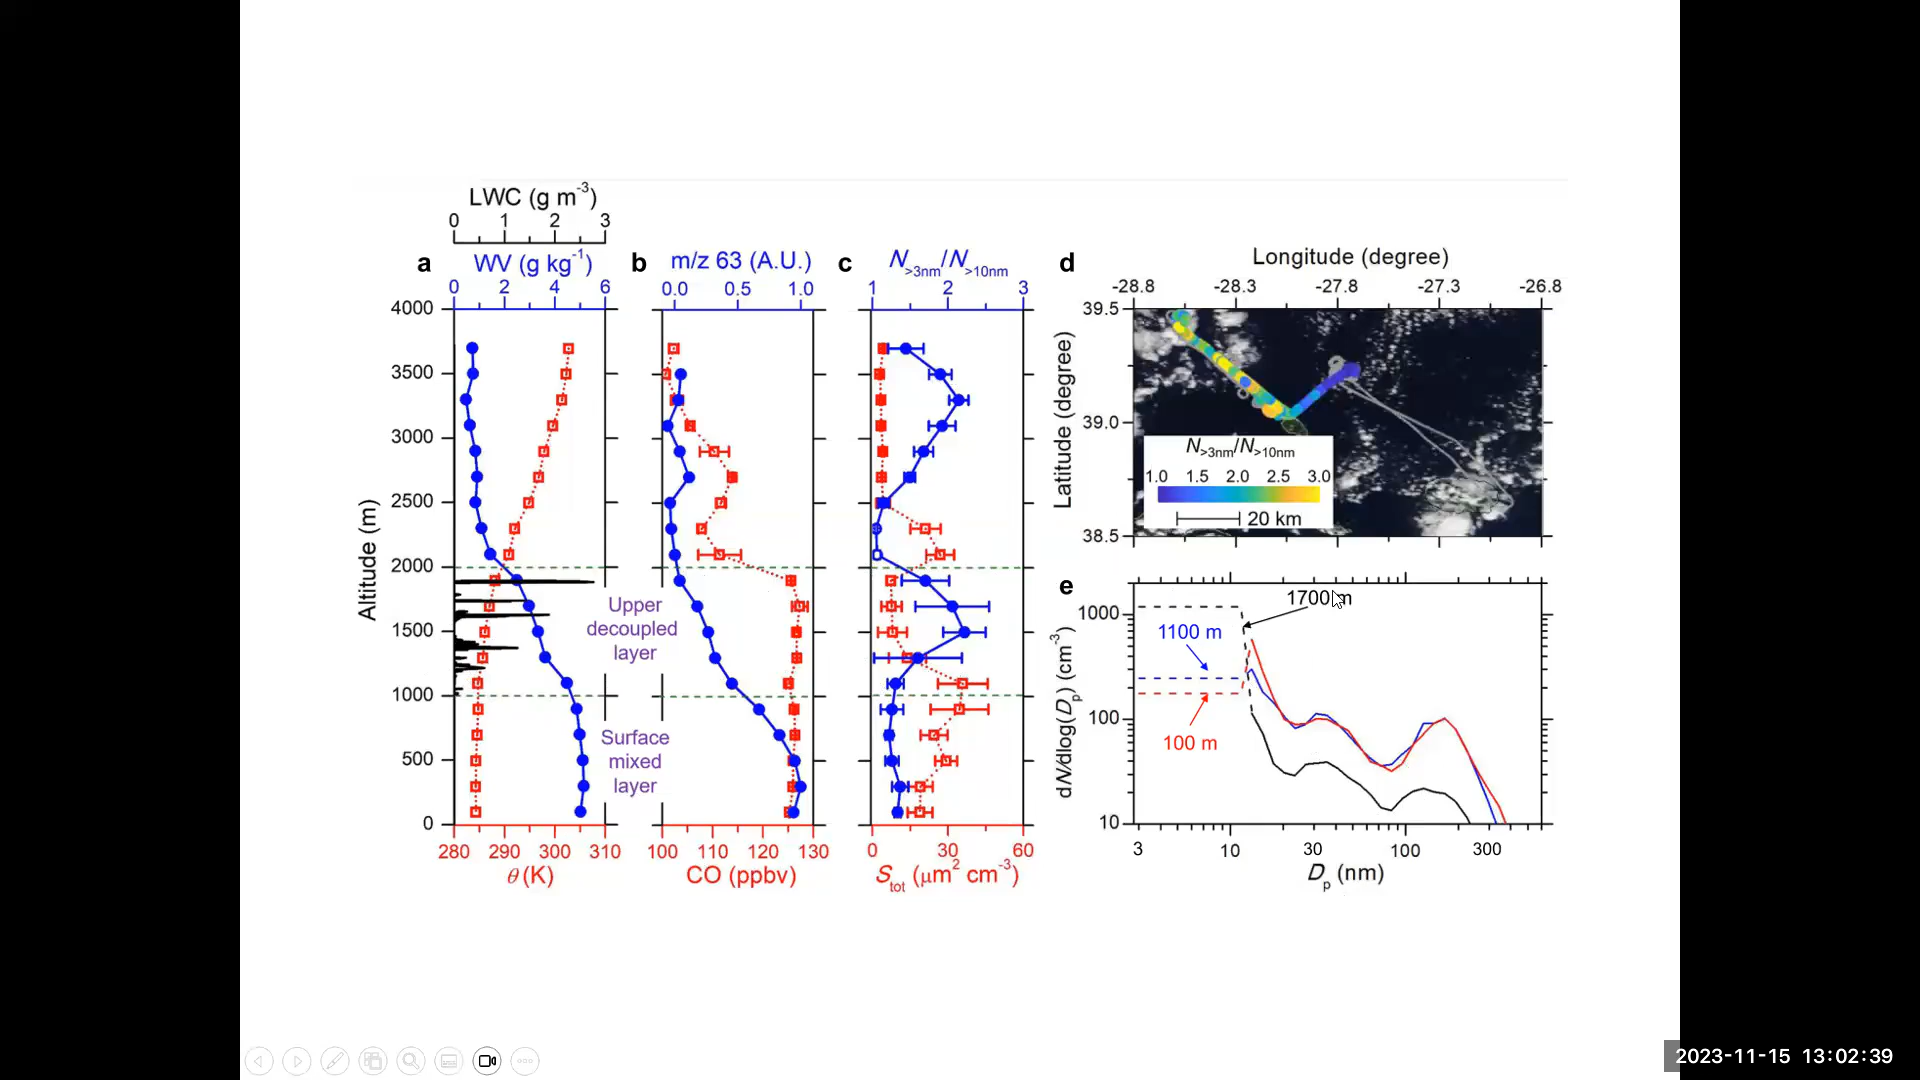 LWC (g m-3)
0 1 2 3
a
WV (g kg-1)
0 2 4 6
b
m/z 63 (A.U.)
0.0 0.5 1.0
c
N>3nm/N>10nm
1 2 3
Altitude (m)
4000
3500
3000
2500
2000
1500
1000
500
0
Upper
decoupled
layer
Surface
mixed
layer
280 290 300 310
θ (K)
100 110 120 130
CO (ppbv)
0 30 60
Stot (μm2 cm-3)
d
Longitude (degree)
-28.8 -28.3 -27.8 -27.3 -26.8
Latitude (degree)
39.5
39.0
38.5
N>3nm/N>10nm
1.0 1.5 2.0 2.5 3.0
20 km
e
dN/dlog(Dp) (cm-3)
1000
100
10
1700 m
1100 m
100 m
3 10 30 100 300
Dp (nm)
2023-11-15 13:02:39